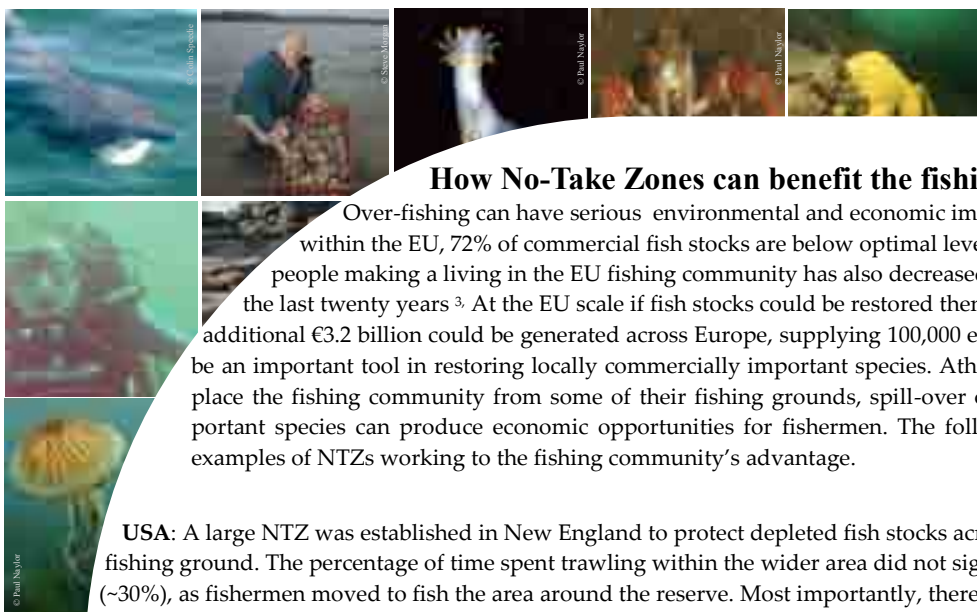 © Colin Speedie
© Steve Morgan
© Paul Naylor
© Paul Naylor
How No-Take Zones can benefit the fishi
Over-fishing can have serious environmental and economic im
within the EU, 72% of commercial fish stocks are below optimal leve
people making a living in the EU fishing community has also decreased
the last twenty years 3. At the EU scale if fish stocks could be restored then
additional €3.2 billion could be generated across Europe, supplying 100,000 e
be an important tool in restoring locally commercially important species. Ath
place the fishing community from some of their fishing grounds, spill-over o
portant species can produce economic opportunities for fishermen. The foll
examples of NTZs working to the fishing community’s advantage.
USA: A large NTZ was established in New England to protect depleted fish stocks acr
fishing ground. The percentage of time spent trawling within the wider area did not sig
(~30%), as fishermen moved to fish the area around the reserve. Most importantly, there
© Paul Naylor